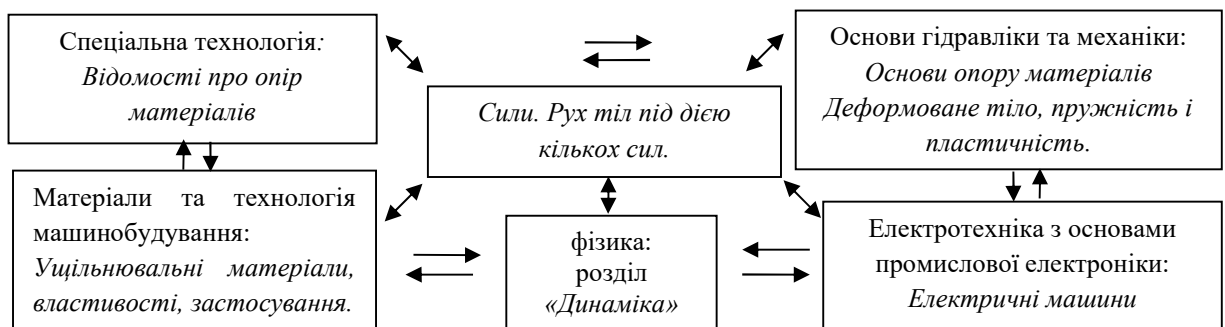 Спеціальна технологія:
Відомості про опір
матеріалів
Основи гідравліки та механіки:
Основи опору матеріалів
Деформоване тіло, пружність і
пластичність.
Сили. Рух тіл під дією
кількох сил.
Матеріали та технологія
машинобудування:
Ущільнювальні матеріали,
властивості, застосування.
фізика:
розділ
«Динаміка»
Електротехніка з основами
промислової електроніки:
Електричні машини